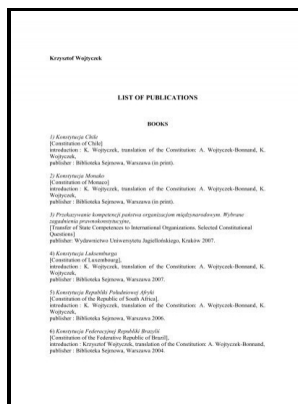 Krzysztof Wojtyczek
LIST OF PUBLICATIONS
BOOKS
1) Konstytucja Chile
[Constitution of Chile]
introduction : K. Wojtyczek, translation of the Constitution: A. Wojtyczek-Bonnand, K.
Wojtyczek,
publisher : Biblioteka Sejmowa, Warszawa (in print).
2) Konstytucja Monako
[Constitution of Monaco]
introduction : K. Wojtyczek, translation of the Constitution: A. Wojtyczek-Bonnand, K.
Wojtyczek,
publisher : Biblioteka Sejmowa, Warszawa (in print).
3) Przekazywanie kompetencji państwa organizacjom międzynarodowym. Wybrane
zagadnienia prawnokonstytucyjne,
[Transfer of State Competences to International Organizations. Selected Constitutional
Questions]
publisher: Wydawnictwo Uniwersytetu Jagiellońskiego, Kraków 2007.
4) Konstytucja Luksemburga
[Constitution of Luxembourg],
introduction : K. Wojtyczek, translation of the Constitution: A. Wojtyczek-Bonnand, K.
Wojtyczek,
publisher : Biblioteka Sejmowa, Warszawa 2007.
5) Konstytucja Republiki Południowej Afryki
[Constitution of the Republic of South Africa],
introduction : K. Wojtyczek, translation of the Constitution: A. Wojtyczek-Bonnand, K.
Wojtyczek,
publisher : Biblioteka Sejmowa, Warszawa 2006.
6) Konstytucja Federacyjnej Republiki Brazylii
[Constitution of the Federative Republic of Brazil],
introduction : Krzysztof Wojtyczek, translation of the Constitution: A. Wojtyczek-Bonnand,
publisher : Biblioteka Sejmowa, Warszawa 2004.